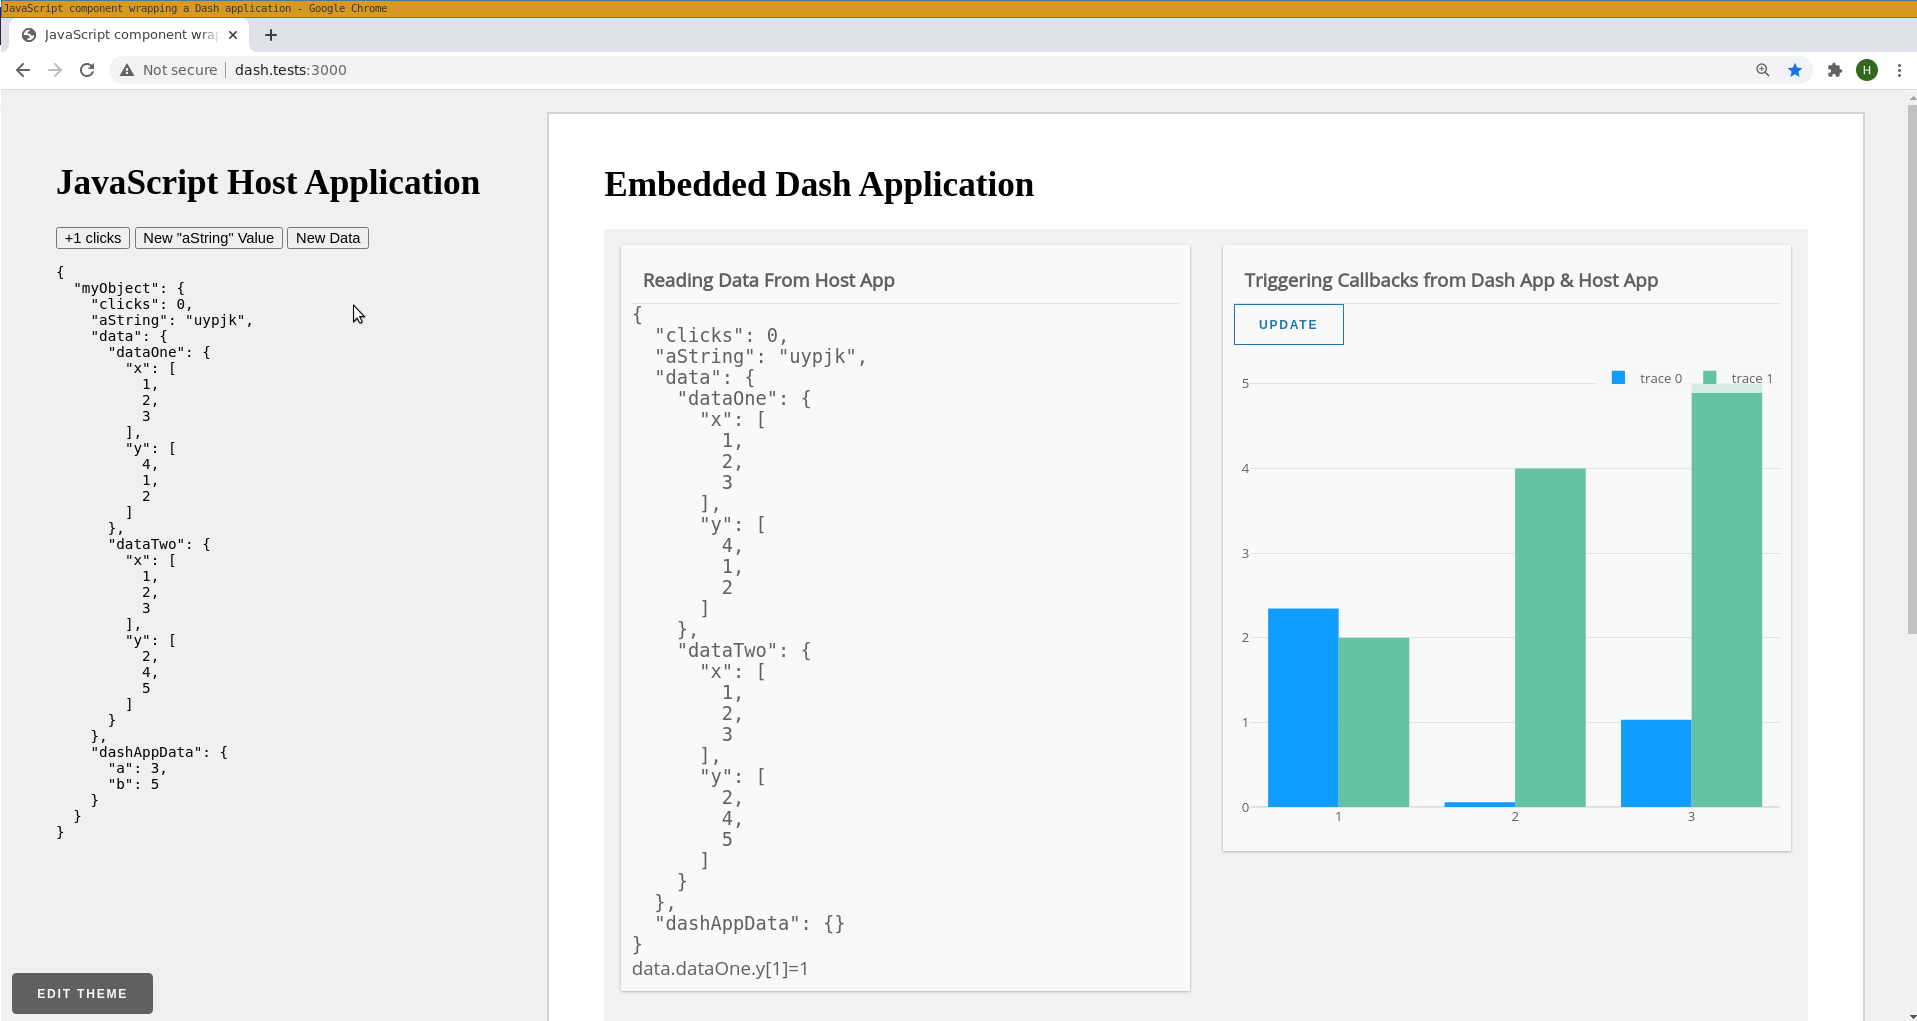 JavaScript component wrapping a Dash application - Google Chrome
JavaScript component wrap
Not secure dash.tests:3000
H
JavaScript Host Application
+1 clicks New "aString" Value New Data
{
"myObject": {
"clicks": 0,
"aString": "uypjk",
"data": {
"dataOne": {
"x": [
1,
2,
3
],
"y": [
4,
1,
2
]
},
"dataTwo": {
"x": [
1,
2,
3
],
"y": [
2,
4,
5
]
}
},
"dashAppData": {
"a": 3,
"b": 5
}
}
}
EDIT THEME
Embedded Dash Application
Reading Data From Host App
{
"clicks": 0,
"aString": "uypjk",
"data": {
"dataOne": {
"x": [
1,
2,
3
],
"y": [
4,
1,
2
]
},
"dataTwo": {
"x": [
1,
2,
3
],
"y": [
2,
4,
5
]
}
},
"dashAppData": {}
}
data.dataOne.y[1]=1
Triggering Callbacks from Dash App & Host App
UPDATE
trace 0 trace 1
5
4
3
2
1
0
1 2 3